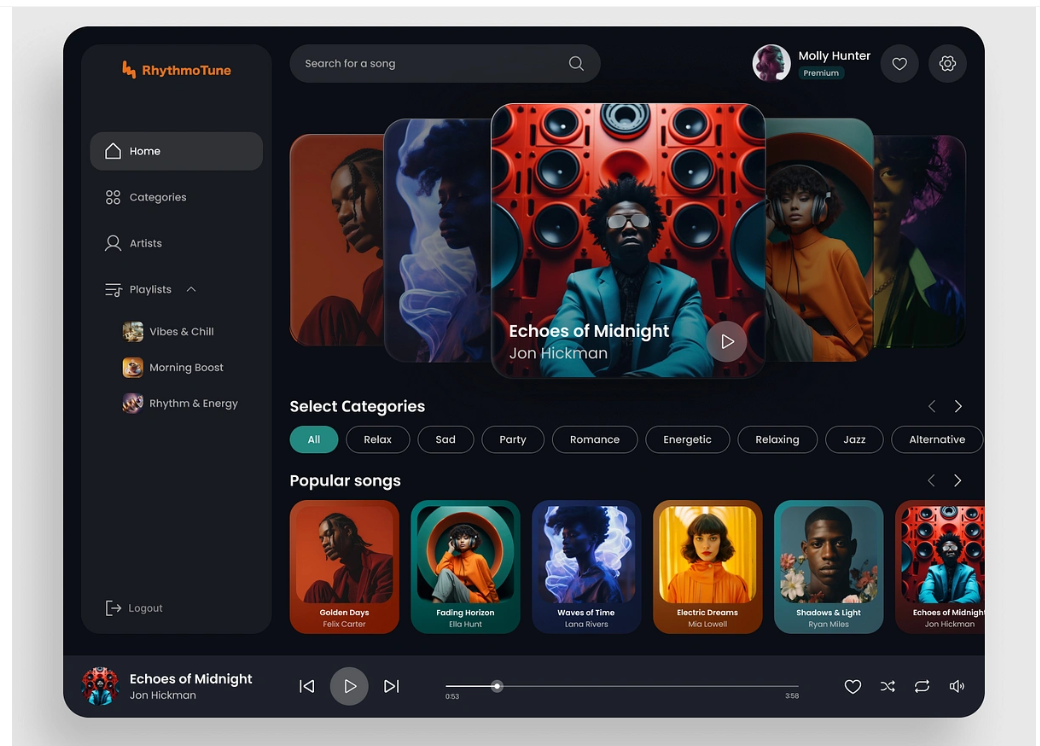 RhythmoTune
Search for a song
Molly Hunter
Premium
Home
Categories
Artists
Playlists
Vibes & Chill
Morning Boost
Rhythm & Energy
Logout
Echoes of Midnight
Jon Hickman
Select Categories
All
Relax
Sad
Party
Romance
Energetic
Relaxing
Jazz
Alternative
Popular songs
Golden Days
Felix Carter
Fading Horizon
Ella Hunt
Waves of Time
Lana Rivers
Electric Dreams
Mia Lowell
Shadows & Light
Ryan Miles
Echoes of Midnight
Jon Hickman
Echoes of Midnight
Jon Hickman
0:53
3:58